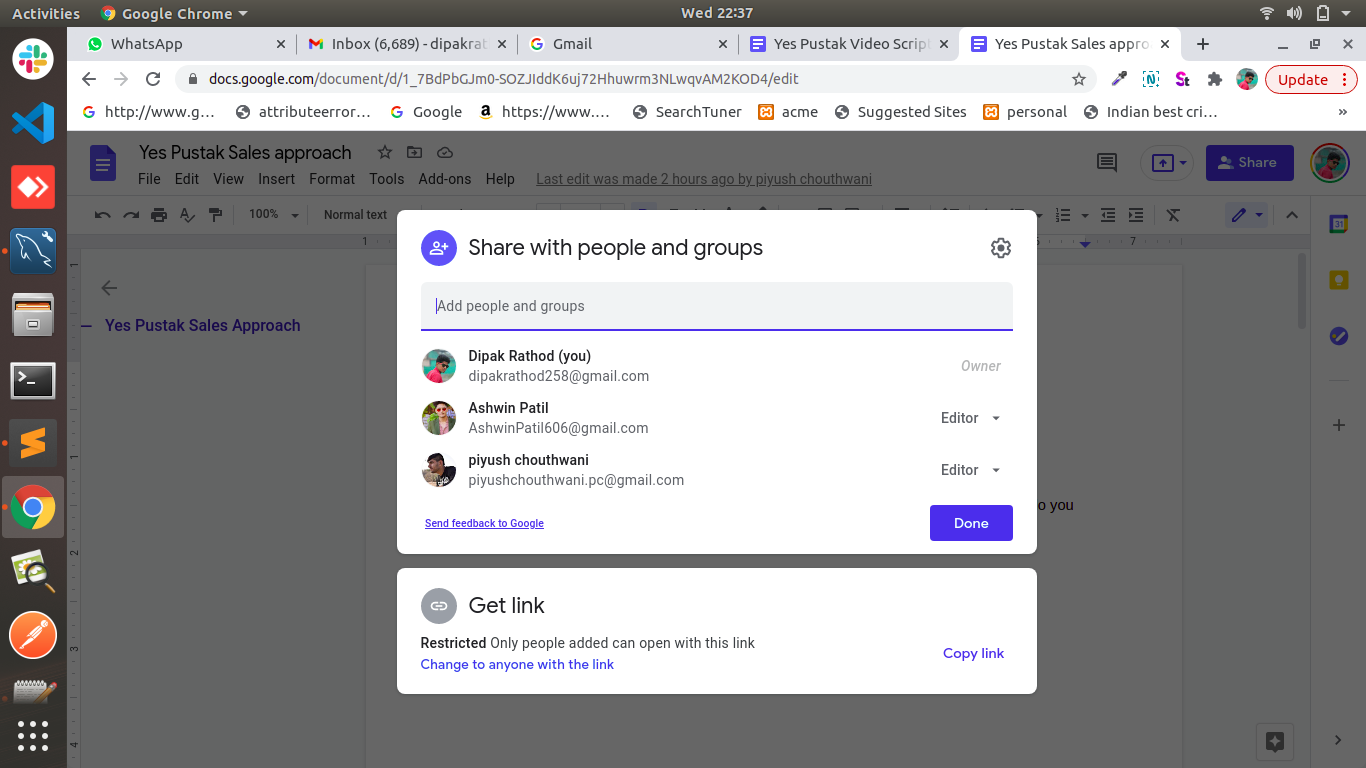 Activities Google Chrome Wed 22:37
WhatsApp Inbox (6,689) - dipakrat Gmail Yes Pustak Video Script Yes Pustak Sales appro
docs.google.com/document/d/1_7BdPbGJm0-SOZJIddK6uj72Hhuwrm3NLwqvAM2KOD4/edit Update
http://www.g... attributeerror... Google https://www.... SearchTuner acme Suggested Sites personal Indian best cri... »
Yes Pustak Sales approach
Share
File Edit View Insert Format Tools Add-ons Help Last edit was made 2 hours ago by piyush chouthwani
100% Normal text
Share with people and groups
Add people and groups
Yes Pustak Sales Approach
Dipak Rathod (you)
dipakrathod258@gmail.com
Owner
Ashwin Patil
AshwinPatil606@gmail.com
Editor
piyush chouthwani
piyushchouthwani.pc@gmail.com
Editor
o you
Send feedback to Google
Done
Get link
Restricted Only people added can open with this link
Change to anyone with the link
Copy link